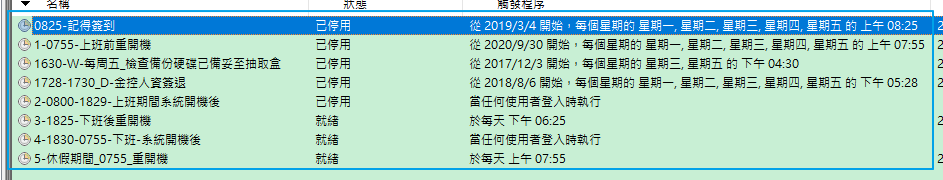 名稱 狀態 觸發程序
0825-記得簽到 已停用 從 2019/3/4 開始，每個星期的 星期一, 星期二, 星期三, 星期四, 星期五 的 上午 08:25
1-0755-上班前重開機 已停用 從 2020/9/30 開始，每個星期的 星期一, 星期二, 星期三, 星期四, 星期五 的 上午 07:55
1630-W-每周五_檢查備份硬碟已備妥至抽取盒 已停用 從 2017/12/3 開始，每個星期的 星期三, 星期五 的 下午 04:30
1728-1730_D-金控人資簽退 已停用 從 2018/8/6 開始，每個星期的 星期一, 星期二, 星期三, 星期四, 星期五 的 下午 05:28
2-0800-1829-上班期間系統開機後 已停用 當任何使用者登入時執行
3-1825-下班後重開機 就緒 於每天 下午 06:25
4-1830-0755-下班-系統開機後 就緒 當任何使用者登入時執行
5-休假期間_0755_重開機 就緒 於每天 上午 07:55